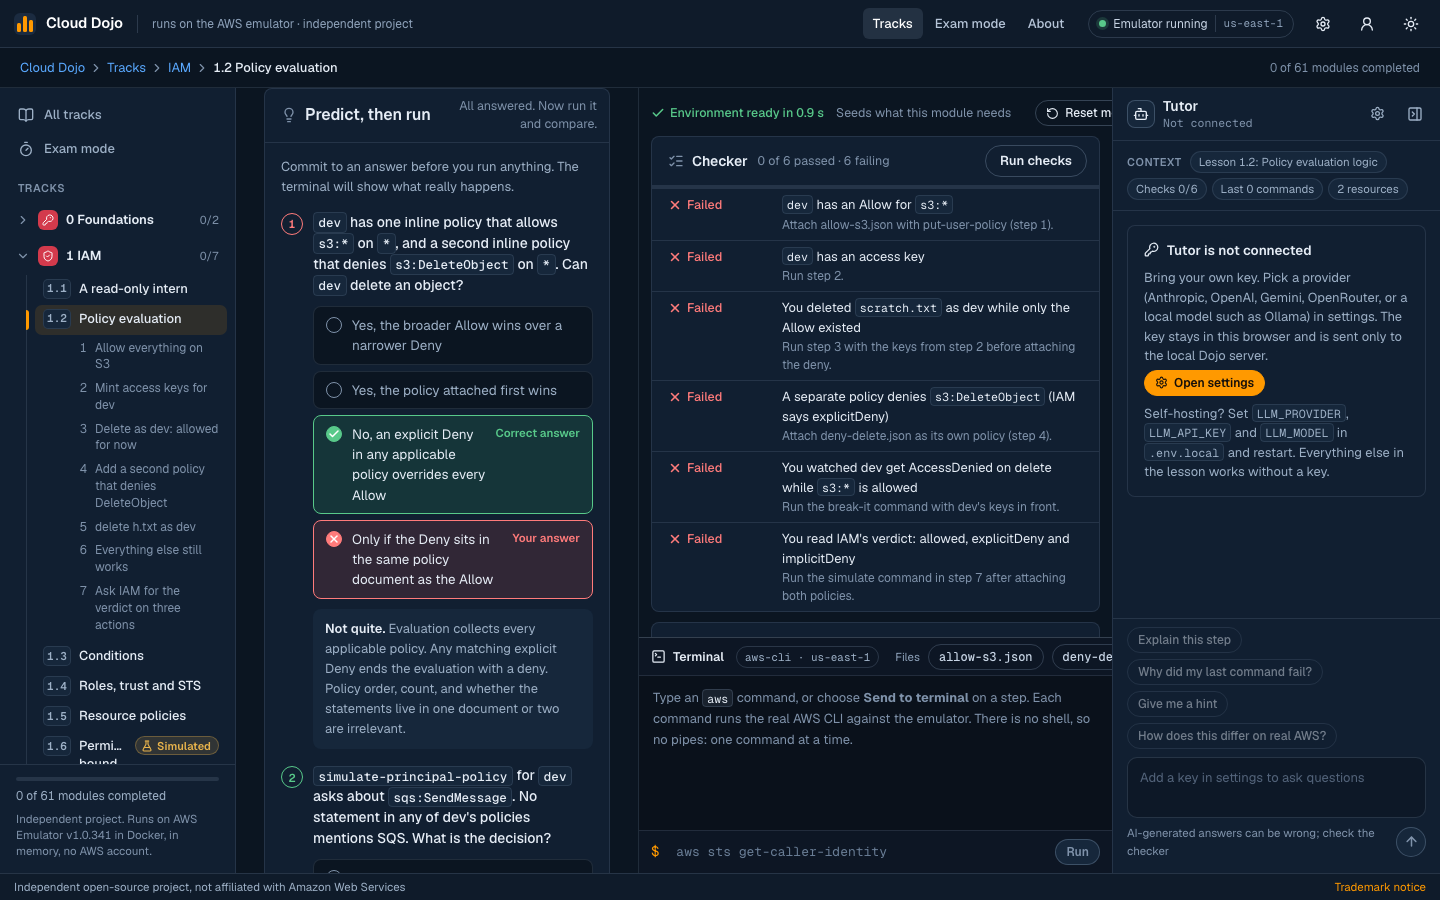 Cloud Dojo
runs on the AWS emulator · independent project
Tracks
Exam mode
About
Emulator running
us-east-1
Cloud Dojo > Tracks > IAM > 1.2 Policy evaluation
0 of 61 modules completed
All tracks
Exam mode
TRACKS
0 Foundations 0/2
1 IAM 0/7
1.1 A read-only intern
1.2 Policy evaluation
1 Allow everything on
S3
2 Mint access keys for
dev
3 Delete as dev: allowed
for now
4 Add a second policy
that denies
DeleteObject
5 delete h.txt as dev
6 Everything else still
works
7 Ask IAM for the
verdict on three
actions
1.3 Conditions
1.4 Roles, trust and STS
1.5 Resource policies
1.6 Permi... Simulated
bound
0 of 61 modules completed
Independent project. Runs on AWS
Emulator v1.0.341 in Docker, in
memory, no AWS account.
Predict, then run
All answered. Now run it
and compare.
Commit to an answer before you run anything. The
terminal will show what really happens.
1 dev has one inline policy that allows
s3:* on *, and a second inline policy
that denies s3:DeleteObject on *. Can
dev delete an object?
Yes, the broader Allow wins over a
narrower Deny
Yes, the policy attached first wins
No, an explicit Deny Correct answer
in any applicable
policy overrides every
Allow
Only if the Deny sits in Your answer
the same policy
document as the Allow
Not quite. Evaluation collects every
applicable policy. Any matching explicit
Deny ends the evaluation with a deny.
Policy order, count, and whether the
statements live in one document or two
are irrelevant.
2 simulate-principal-policy for dev
asks about sqs:SendMessage. No
statement in any of dev's policies
mentions SQS. What is the decision?
Environment ready in 0.9 s
Seeds what this module needs
Reset m
Checker 0 of 6 passed · 6 failing
Run checks
Failed dev has an Allow for s3:*
Attach allow-s3.json with put-user-policy (step 1).
Failed dev has an access key
Run step 2.
Failed You deleted scratch.txt as dev while only the
Allow existed
Run step 3 with the keys from step 2 before attaching
the deny.
Failed A separate policy denies s3:DeleteObject (IAM
says explicitDeny)
Attach deny-delete.json as its own policy (step 4).
Failed You watched dev get AccessDenied on delete
while s3:* is allowed
Run the break-it command with dev's keys in front.
Failed You read IAM's verdict: allowed, explicitDeny and
implicitDeny
Run the simulate command in step 7 after attaching
both policies.
Terminal aws-cli · us-east-1 Files allow-s3.json deny-de
Type an aws command, or choose Send to terminal on a step. Each
command runs the real AWS CLI against the emulator. There is no shell, so
no pipes: one command at a time.
$ aws sts get-caller-identity
Run
Tutor
Not connected
CONTEXT Lesson 1.2: Policy evaluation logic
Checks 0/6 Last 0 commands 2 resources
Tutor is not connected
Bring your own key. Pick a provider
(Anthropic, OpenAI, Gemini, OpenRouter, or a
local model such as Ollama) in settings. The
key stays in this browser and is sent only to
the local Dojo server.
Open settings
Self-hosting? Set LLM_PROVIDER,
LLM_API_KEY and LLM_MODEL in
.env.local and restart. Everything else in
the lesson works without a key.
Explain this step
Why did my last command fail?
Give me a hint
How does this differ on real AWS?
Add a key in settings to ask questions
AI-generated answers can be wrong; check the
checker
Independent open-source project, not affiliated with Amazon Web Services
Trademark notice